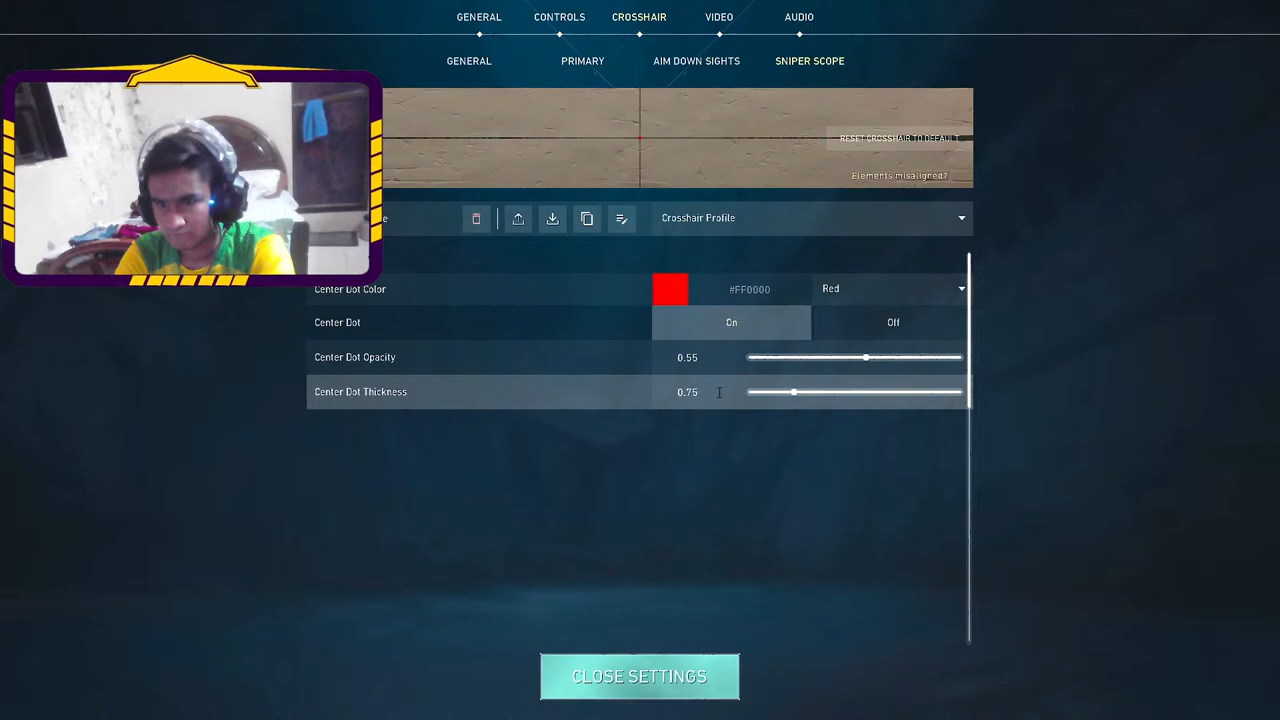 GENERAL CONTROLS CROSSHAIR VIDEO AUDIO
GENERAL PRIMARY AIM DOWN SIGHTS SNIPER SCOPE
RESET CROSSHAIR TO DEFAULT
Elements misaligned?
Crosshair Profile
Center Dot Color #FF0000 Red
Center Dot On Off
Center Dot Opacity 0.55
Center Dot Thickness 0.75
CLOSE SETTINGS